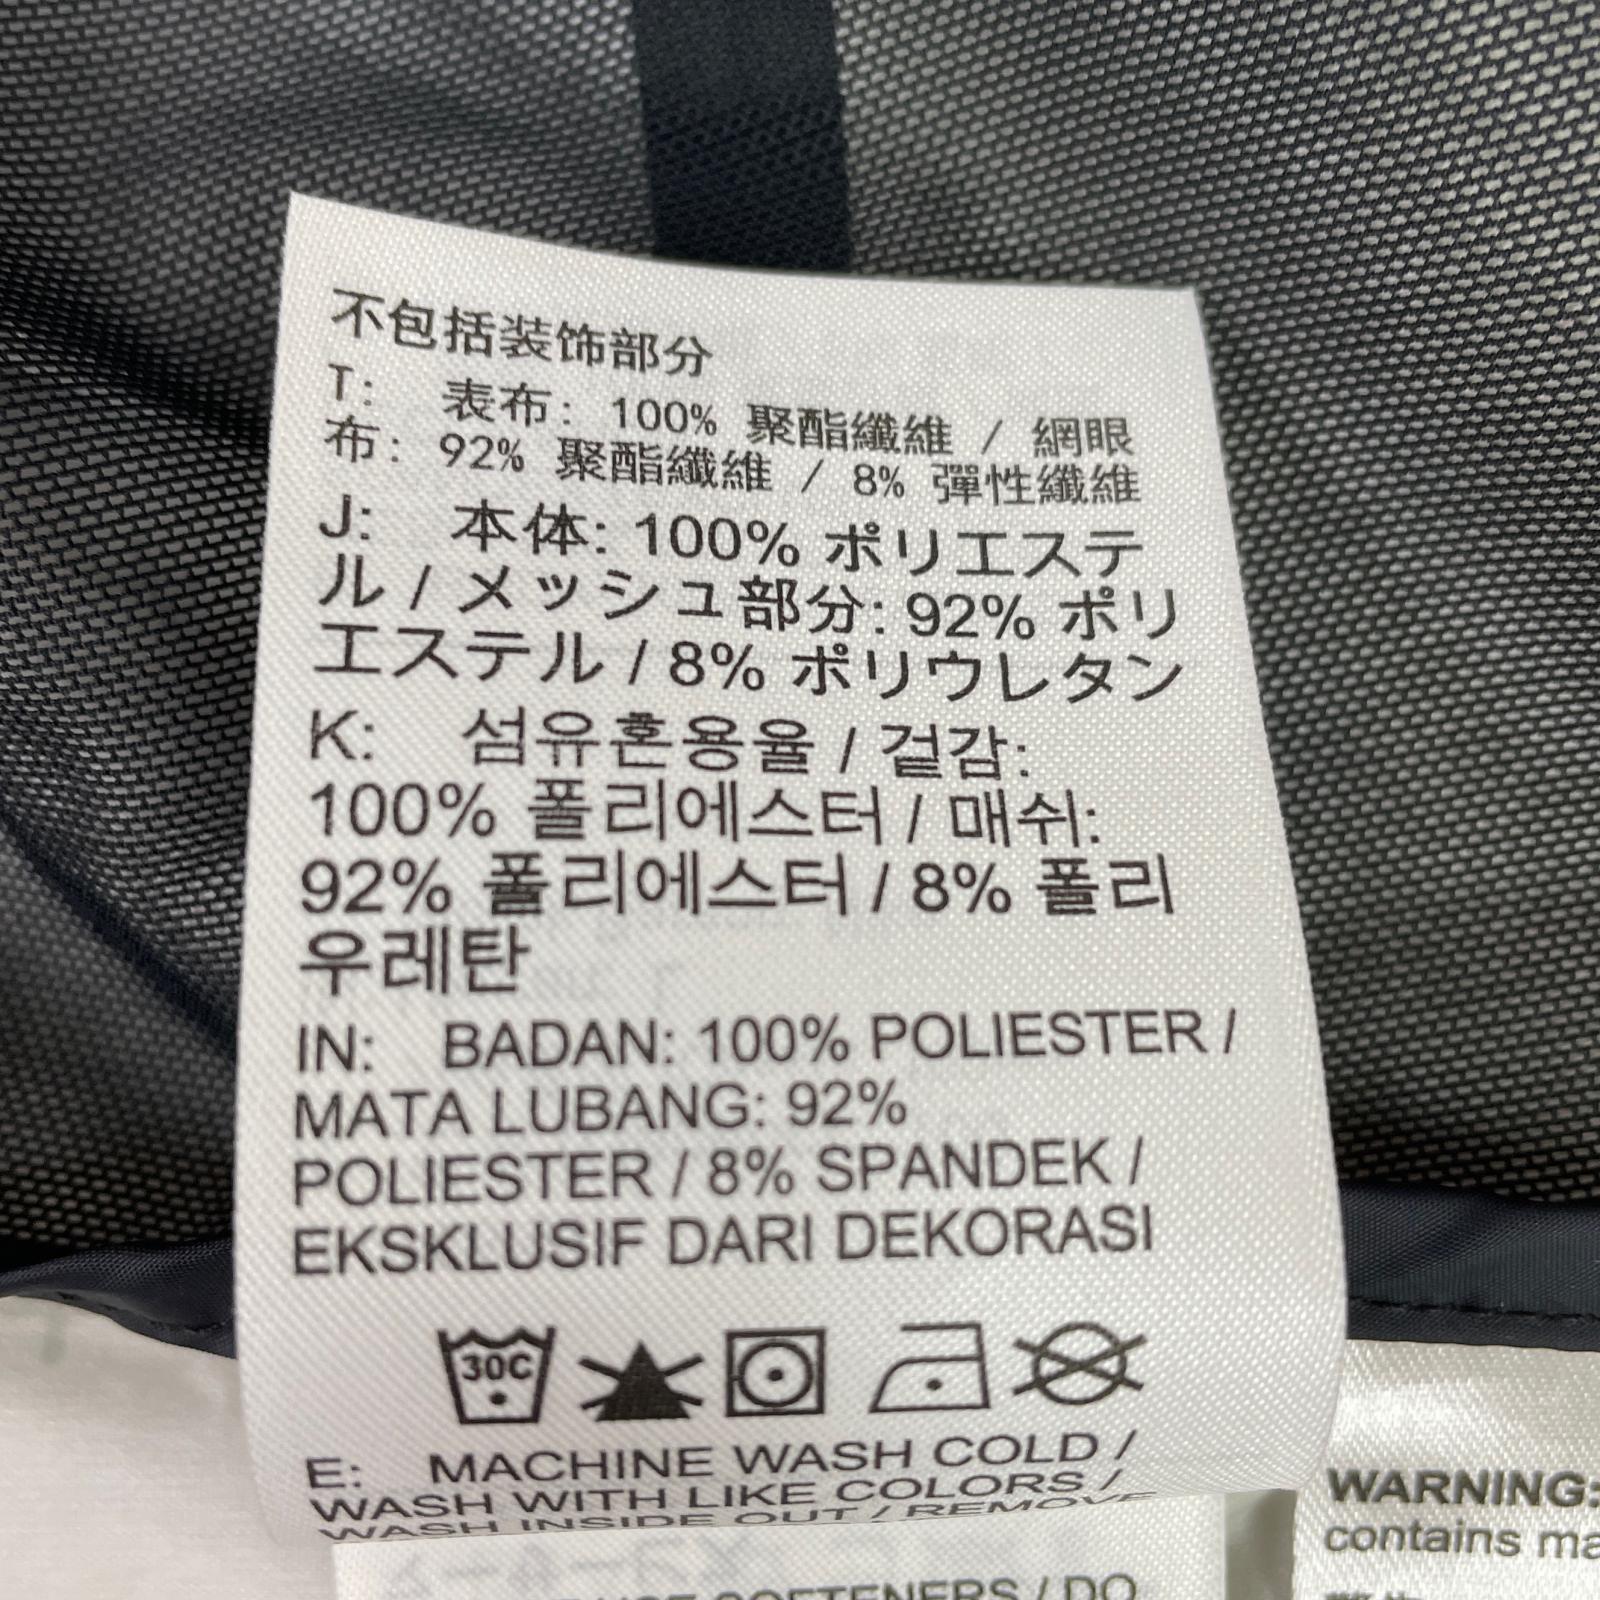 不包括装饰部分
T: 表布: 100% 聚酯纖維 / 網眼
布: 92% 聚酯纖維 / 8% 彈性纖維
J: 本体: 100% ポリエステ
ル / メッシュ部分: 92% ポリ
エステル / 8% ポリウレタン
K: 섬유혼용율 / 겉감:
100% 폴리에스터 / 매쉬:
92% 폴리에스터 / 8% 폴리
우레탄
IN: BADAN: 100% POLIESTER /
MATA LUBANG: 92%
POLIESTER / 8% SPANDEK /
EKSKLUSIF DARI DEKORASI
30C
E: MACHINE WASH COLD /
WASH WITH LIKE COLORS /
WASH INSIDE OUT / REMOVE
SOFTENERS / DO
WARNING:
contains